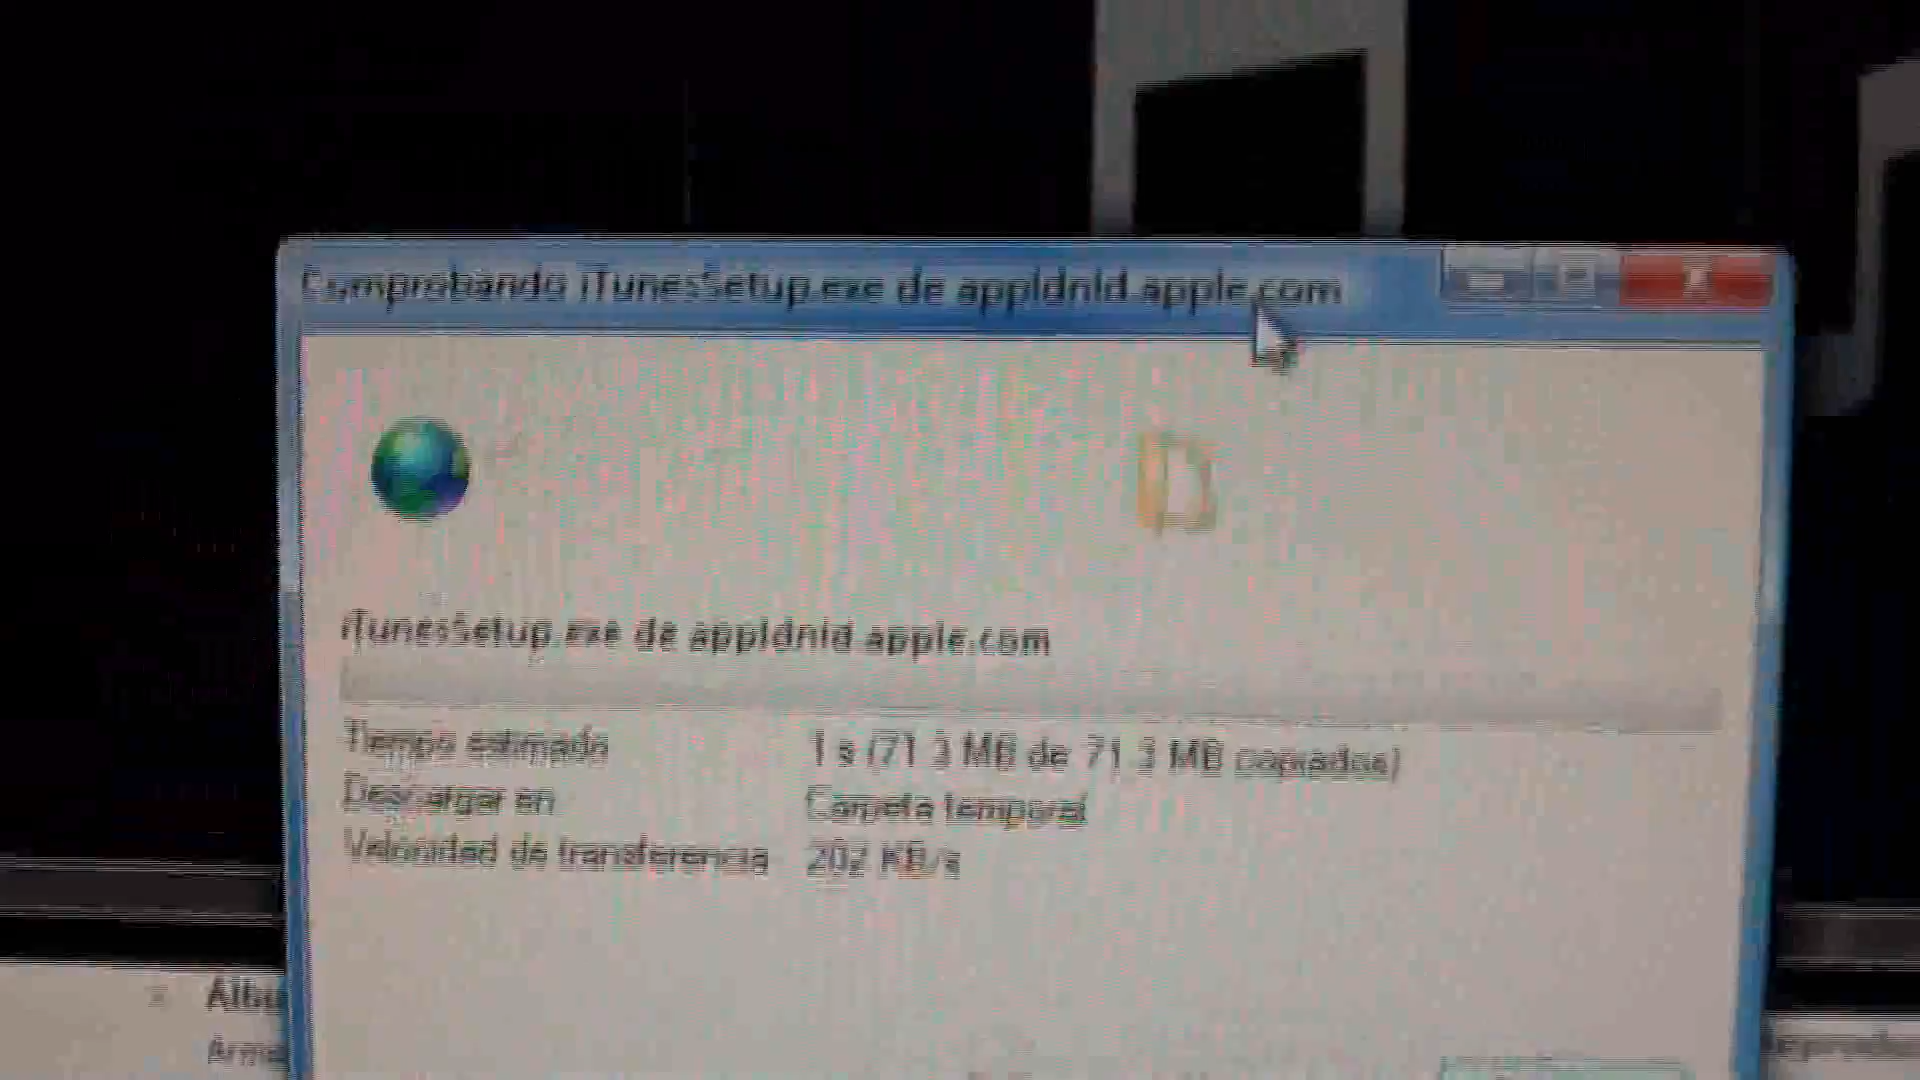 Comprobando iTunesSetup.exe de appldnld.apple.com
iTunesSetup.exe de appldnld.apple.com
Tiempo estimado 1 s (71.3 MB de 71.3 MB copiados)
Descargar en Carpeta temporal
Velocidad de transferencia 202 KB/s